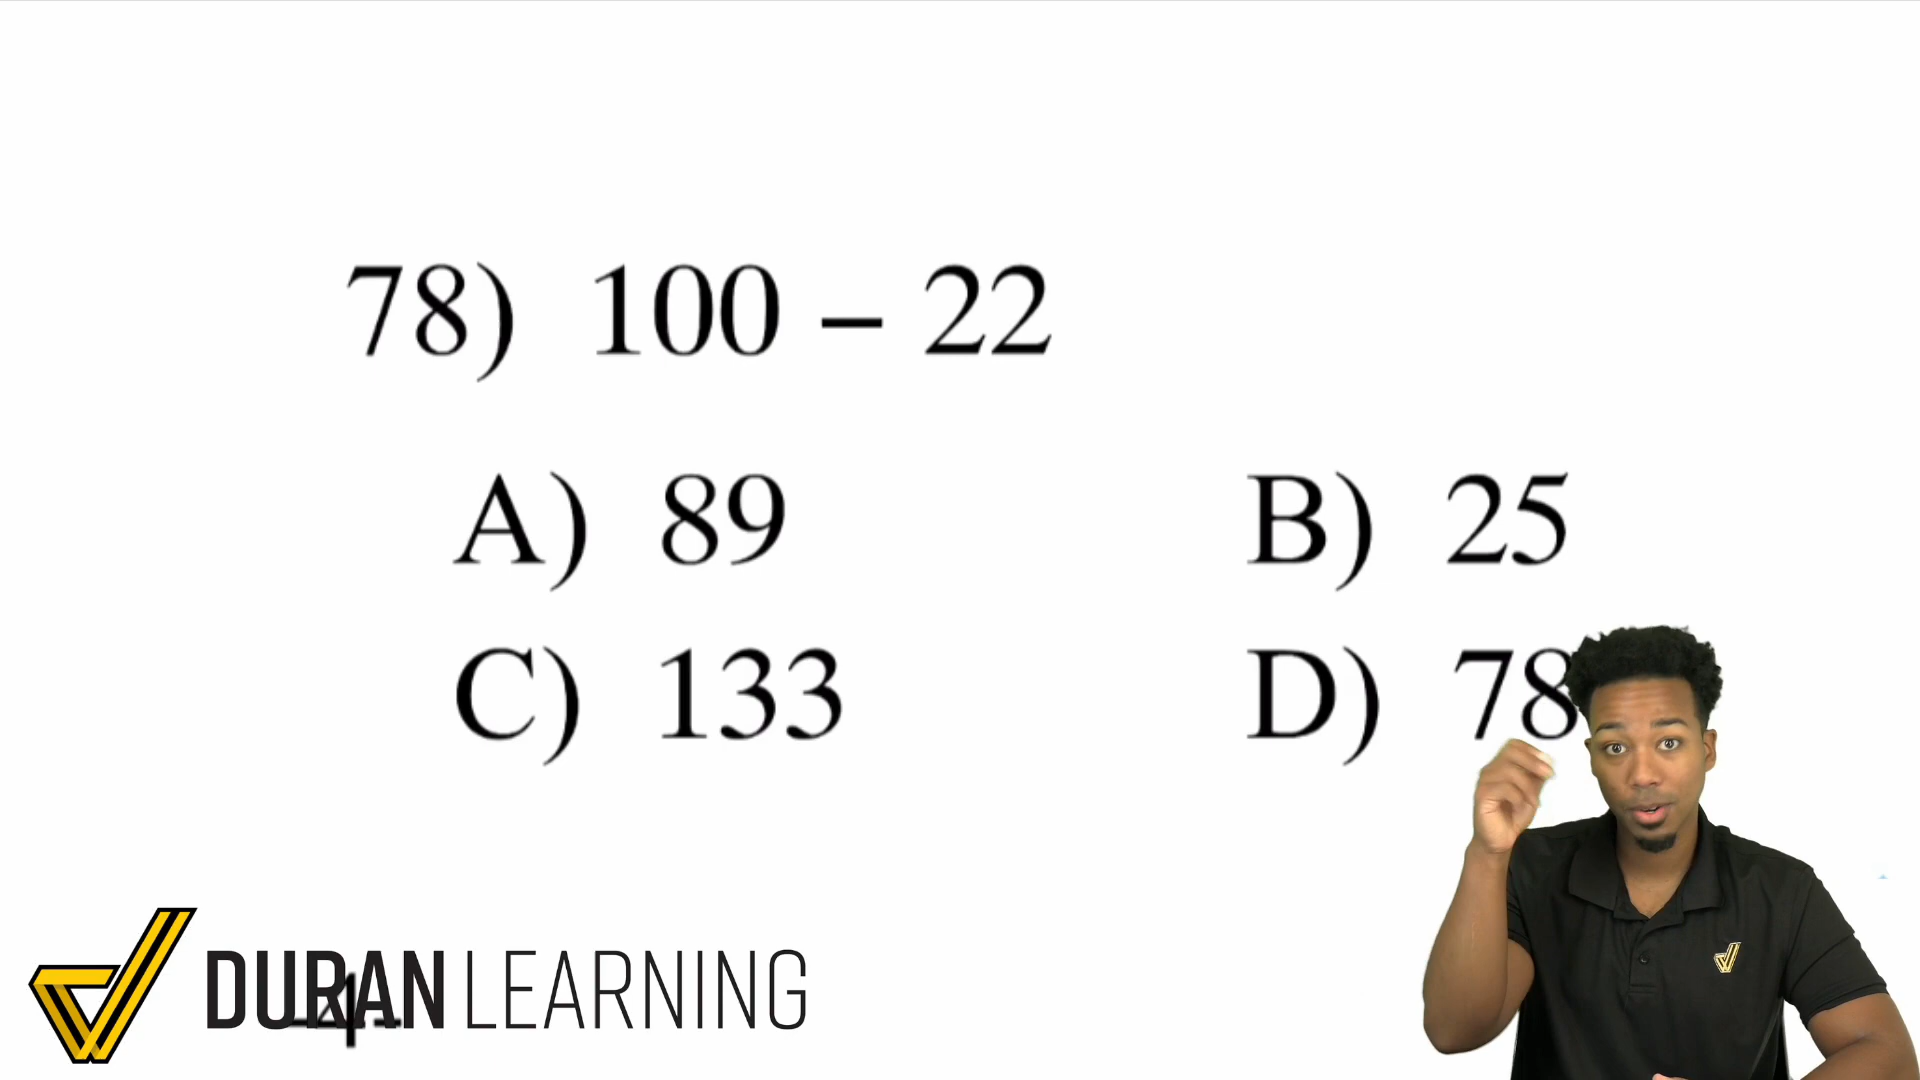 78) 100 – 22
A) 89
B) 25
C) 133
D) 78
DURAN LEARNING